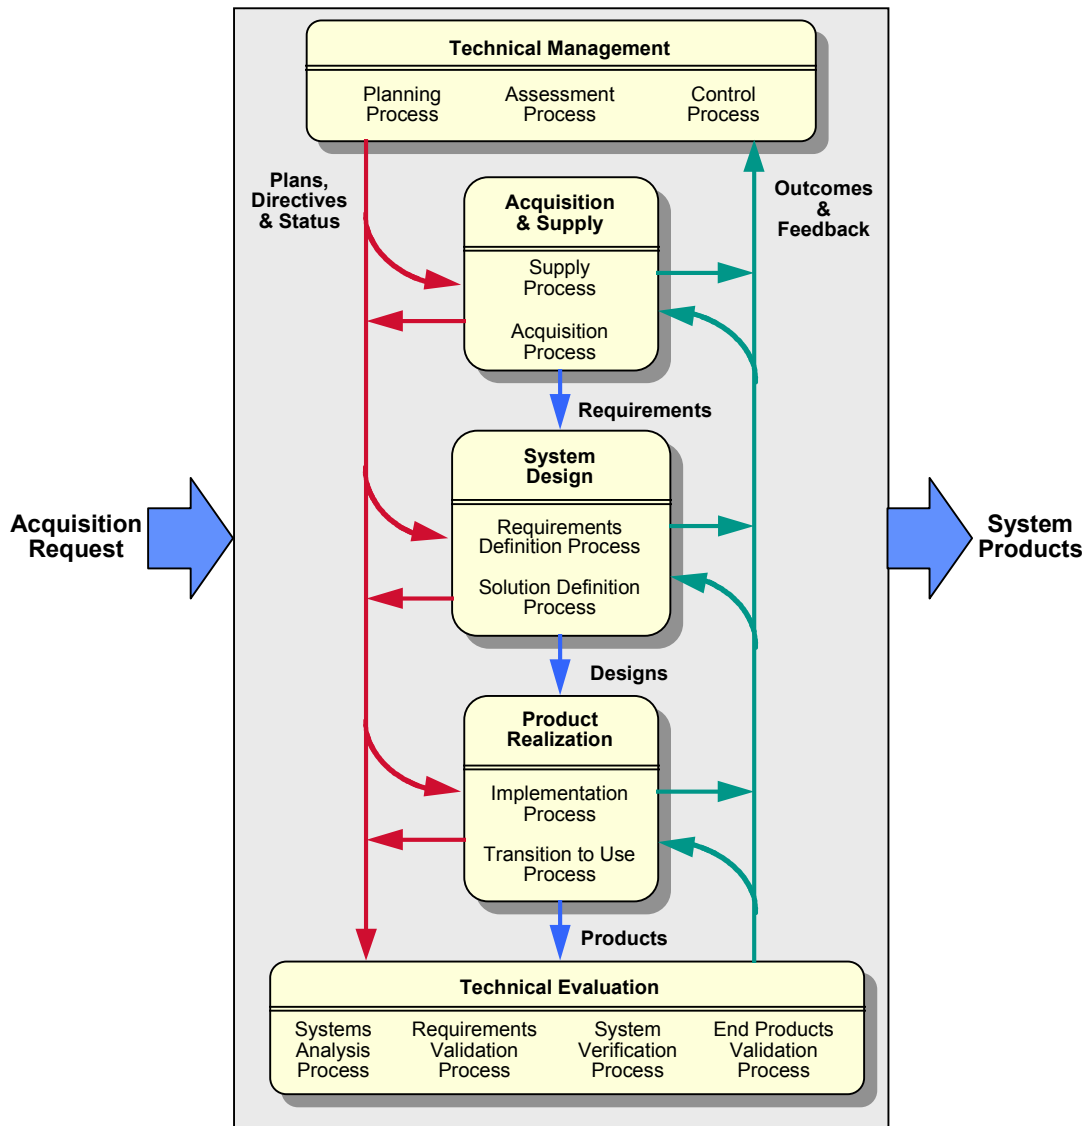 Technical Management
Planning
Process
Assessment
Process
Control
Process
Plans,
Directives
& Status
Outcomes
&
Feedback
Acquisition
& Supply
Supply
Process
Acquisition
Process
Requirements
System
Design
Requirements
Definition Process
Solution Definition
Process
Acquisition
Request
System
Products
Designs
Product
Realization
Implementation
Process
Transition to Use
Process
Products
Technical Evaluation
Systems
Analysis
Process
Requirements
Validation
Process
System
Verification
Process
End Products
Validation
Process